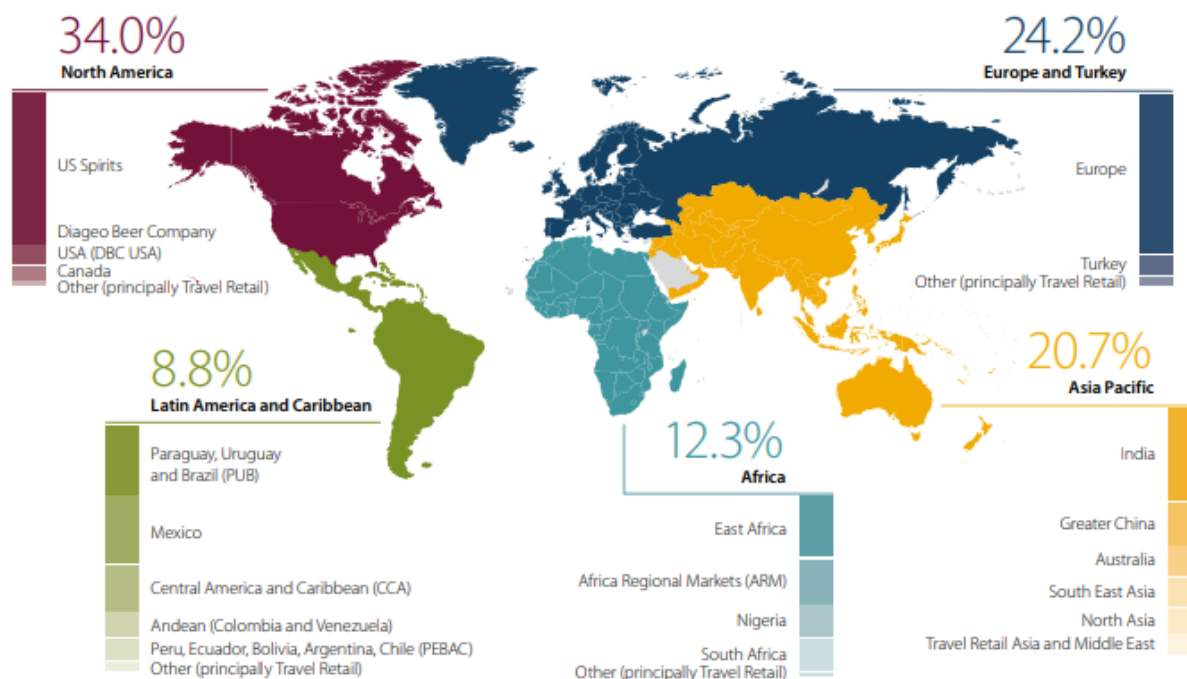 34.0%
North America
US Spirits
Diageo Beer Company
USA (DBC USA)
Canada
Other (principally Travel Retail)
24.2%
Europe and Turkey
Europe
Turkey
Other (principally Travel Retail)
8.8%
Latin America and Caribbean
Paraguay, Uruguay
and Brazil (PUB)
Mexico
Central America and Caribbean (CCA)
Andean (Colombia and Venezuela)
Peru, Ecuador, Bolivia, Argentina, Chile (PEBAC)
Other (principally Travel Retail)
12.3%
Africa
East Africa
Africa Regional Markets (ARM)
Nigeria
South Africa
Other (principally Travel Retail)
20.7%
Asia Pacific
India
Greater China
Australia
South East Asia
North Asia
Travel Retail Asia and Middle East